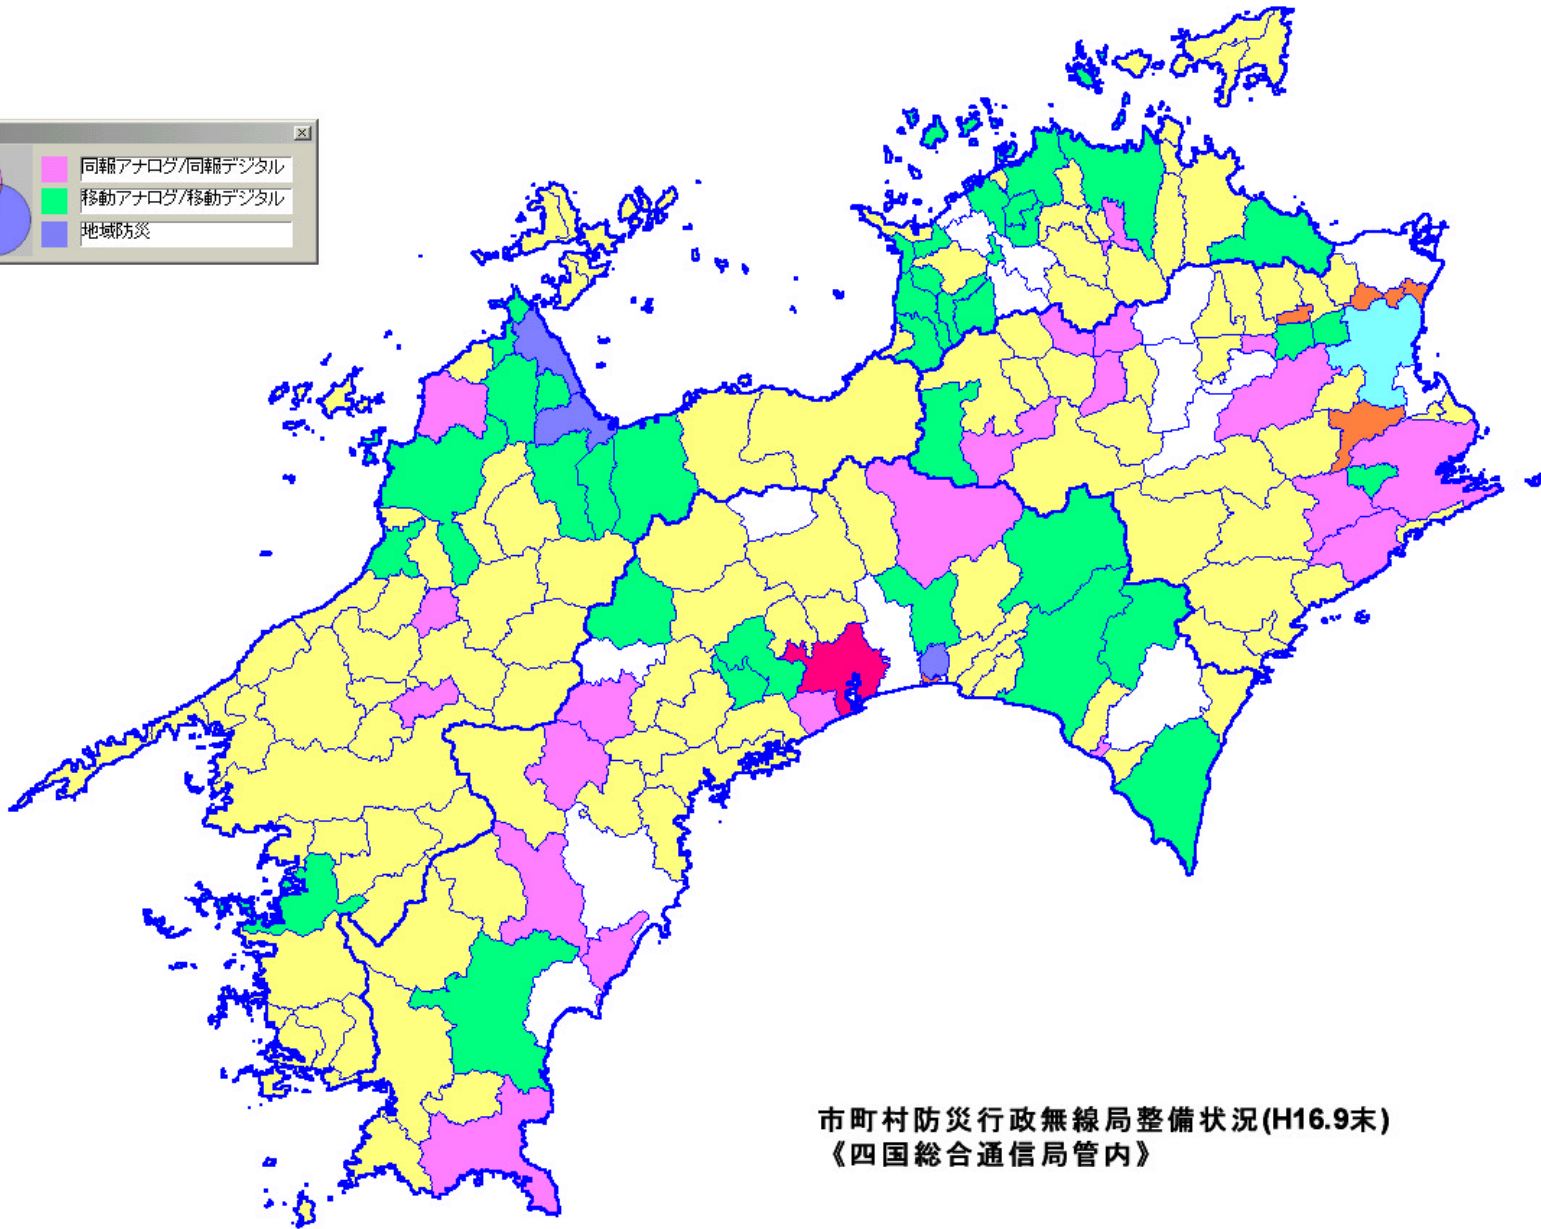 同報アナログ/同報デジタル
移動アナログ/移動デジタル
地域防災
市町村防災行政無線局整備状況(H16.9末)
《四国総合通信局管内》